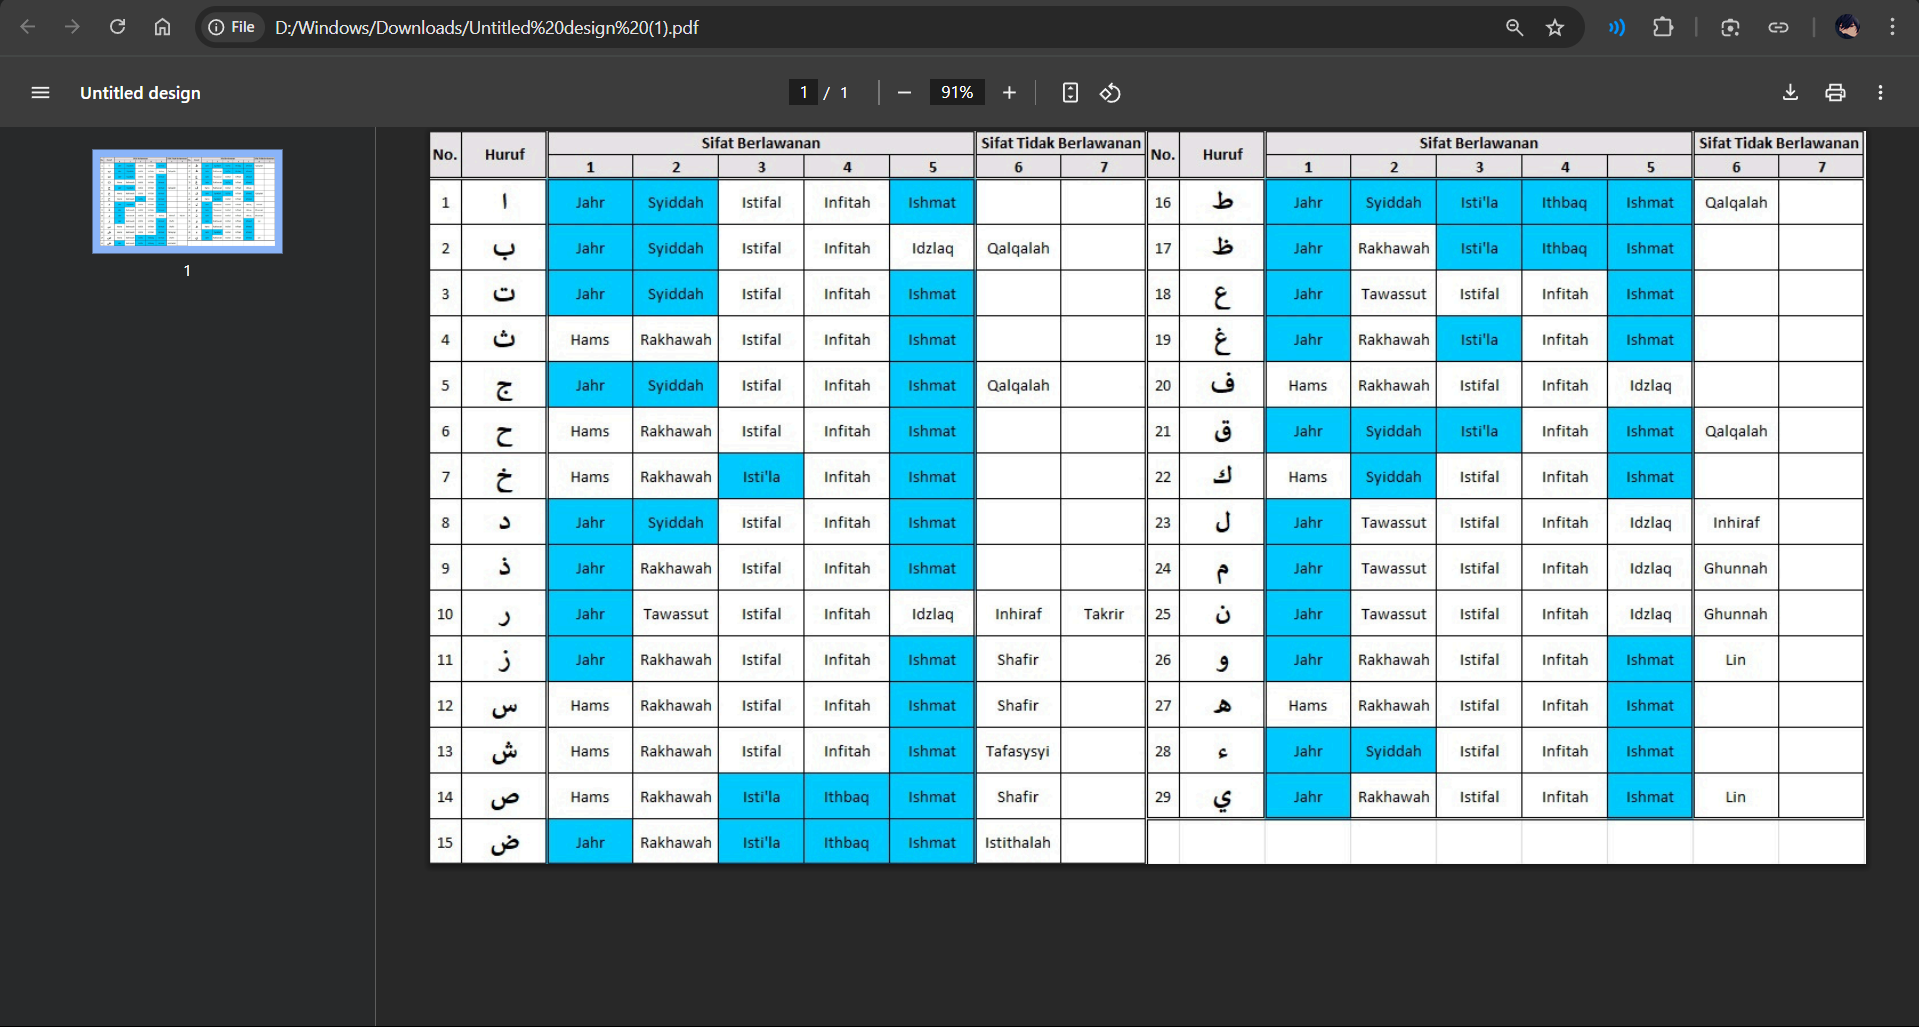 File D:/Windows/Downloads/Untitled%20design%20(1).pdf
Untitled design 1 / 1 91%
1
No. Huruf Sifat Berlawanan Sifat Tidak Berlawanan No. Huruf Sifat Berlawanan Sifat Tidak Berlawanan
1 2 3 4 5 6 7 1 2 3 4 5 6 7
1 ا Jahr Syiddah Istifal Infitah Ishmat 16 ط Jahr Syiddah Isti'la Ithbaq Ishmat Qalqalah
2 ب Jahr Syiddah Istifal Infitah Idzlaq Qalqalah 17 ظ Jahr Rakhawah Isti'la Ithbaq Ishmat
3 ت Jahr Syiddah Istifal Infitah Ishmat 18 ع Jahr Tawassut Istifal Infitah Ishmat
4 ث Hams Rakhawah Istifal Infitah Ishmat 19 غ Jahr Rakhawah Isti'la Infitah Ishmat
5 ج Jahr Syiddah Istifal Infitah Ishmat Qalqalah 20 ف Hams Rakhawah Istifal Infitah Idzlaq
6 ح Hams Rakhawah Istifal Infitah Ishmat 21 ق Jahr Syiddah Isti'la Infitah Ishmat Qalqalah
7 خ Hams Rakhawah Isti'la Infitah Ishmat 22 ك Hams Syiddah Istifal Infitah Ishmat
8 د Jahr Syiddah Istifal Infitah Ishmat 23 ل Jahr Tawassut Istifal Infitah Idzlaq Inhiraf
9 ذ Jahr Rakhawah Istifal Infitah Ishmat 24 م Jahr Tawassut Istifal Infitah Idzlaq Ghunnah
10 ر Jahr Tawassut Istifal Infitah Idzlaq Inhiraf Takrir 25 ن Jahr Tawassut Istifal Infitah Idzlaq Ghunnah
11 ز Jahr Rakhawah Istifal Infitah Ishmat Shafir 26 و Jahr Rakhawah Istifal Infitah Ishmat Lin
12 س Hams Rakhawah Istifal Infitah Ishmat Shafir 27 ه Hams Rakhawah Istifal Infitah Ishmat
13 ش Hams Rakhawah Istifal Infitah Ishmat Tafasysyi 28 ء Jahr Syiddah Istifal Infitah Ishmat
14 ص Hams Rakhawah Isti'la Ithbaq Ishmat Shafir 29 ي Jahr Rakhawah Istifal Infitah Ishmat Lin
15 ض Jahr Rakhawah Isti'la Ithbaq Ishmat Istithalah